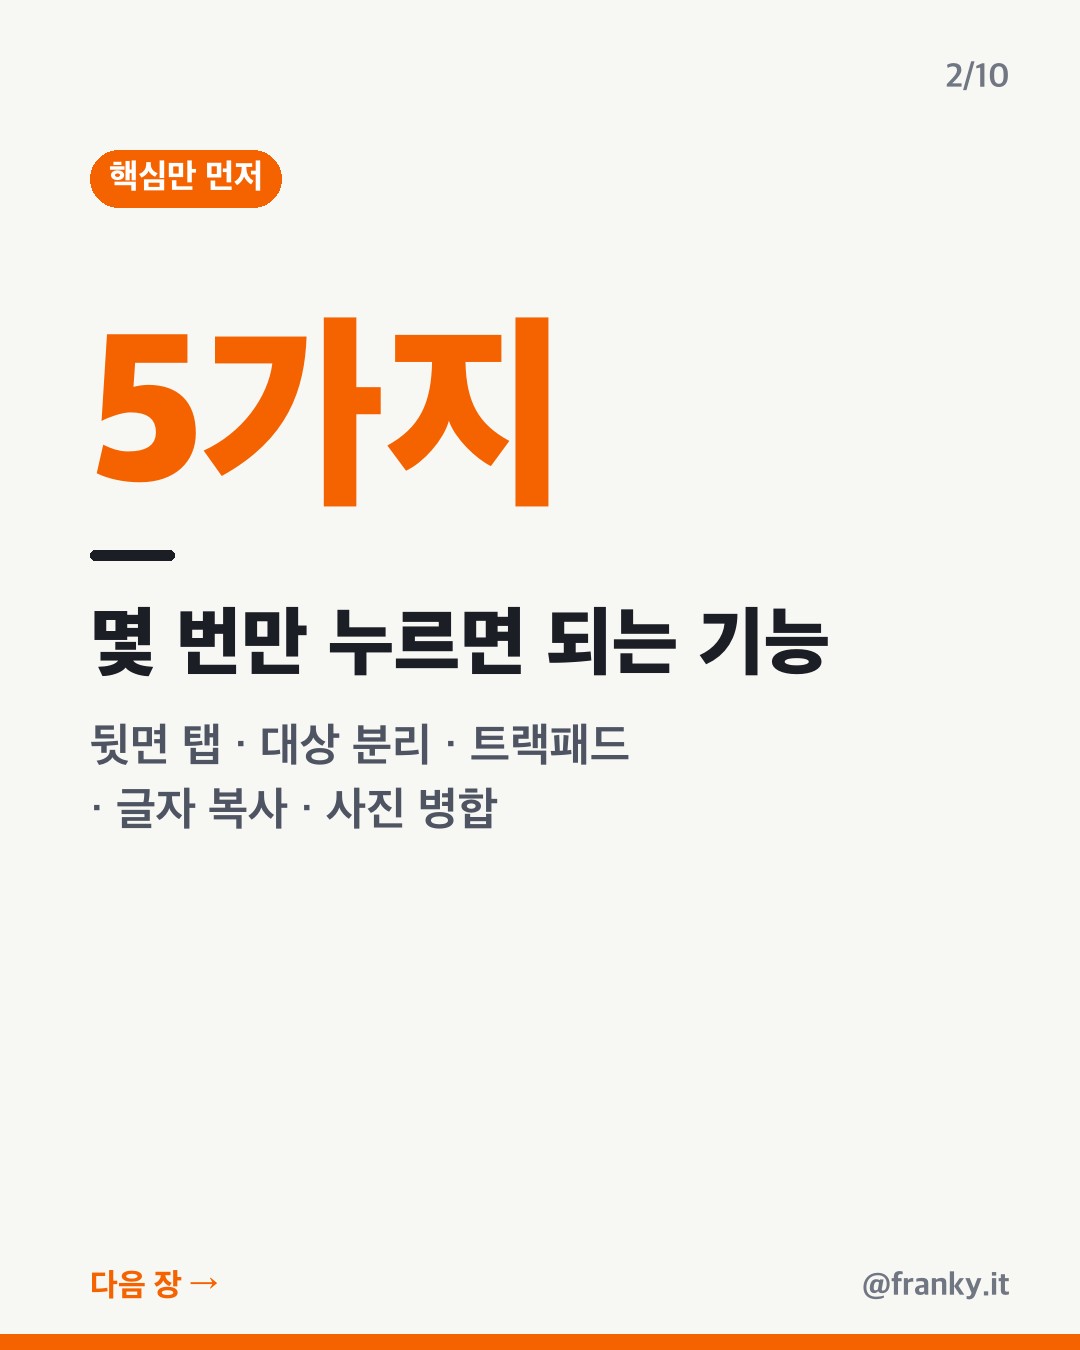 2/10
핵심만 먼저
5가지
몇 번만 누르면 되는 기능
뒷면 탭 · 대상 분리 · 트랙패드
· 글자 복사 · 사진 병합
다음 장 →
@franky.it